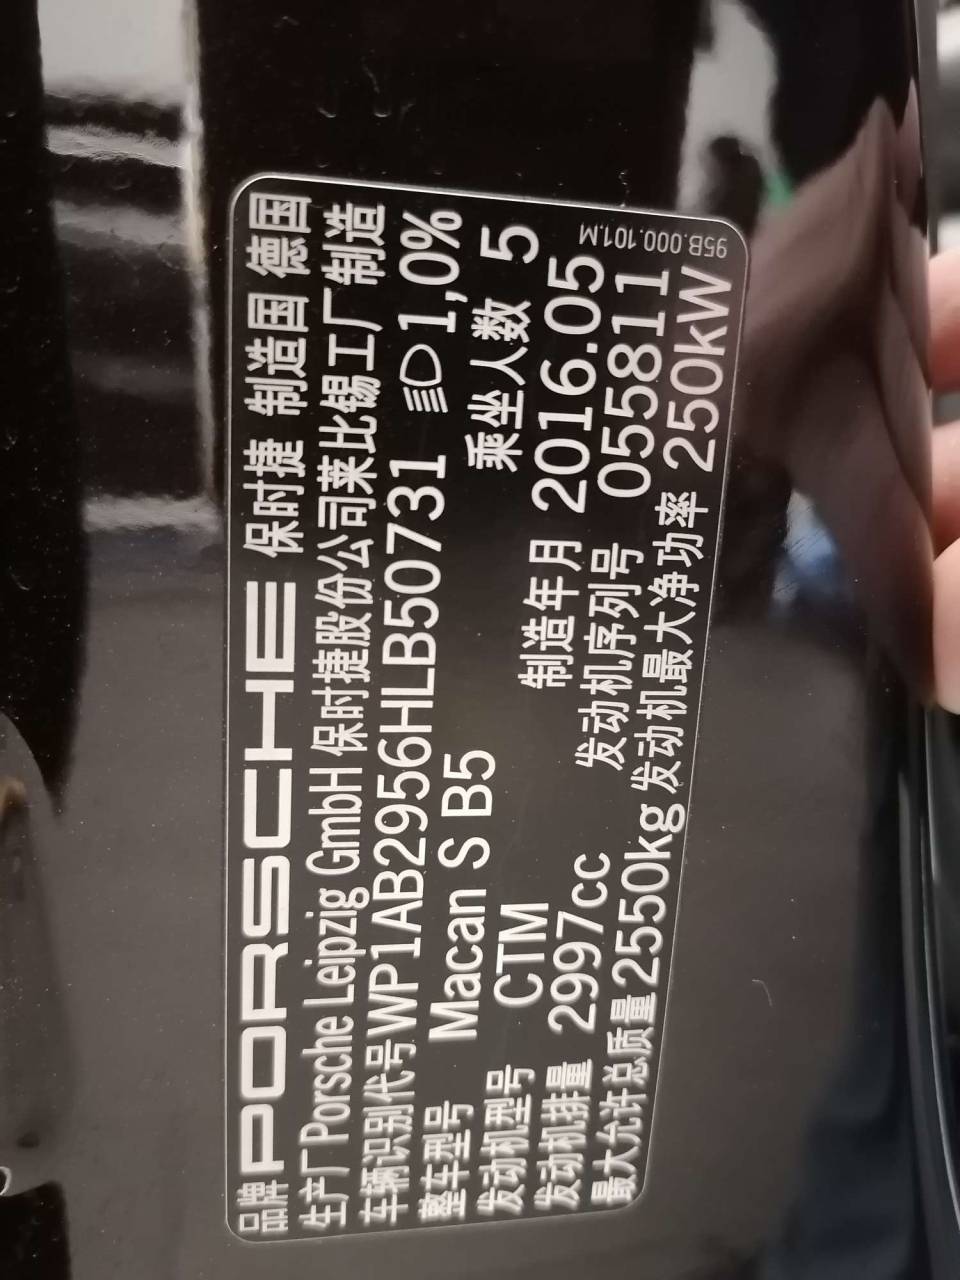 品牌 PORSCHE 保时捷 制造国 德国
生产厂 Porsche Leipzig GmbH 保时捷股份公司莱比锡工厂制造
车辆识别代号 WP1AB2956HLB50731 1,0%
整车型号 Macan S B5 乘坐人数 5
发动机型号 CTM 制造年月 2016.05
发动机排量 2997cc 发动机序列号 055811
最大允许总质量 2550kg 发动机最大净功率 250kW
95B.000.101.M